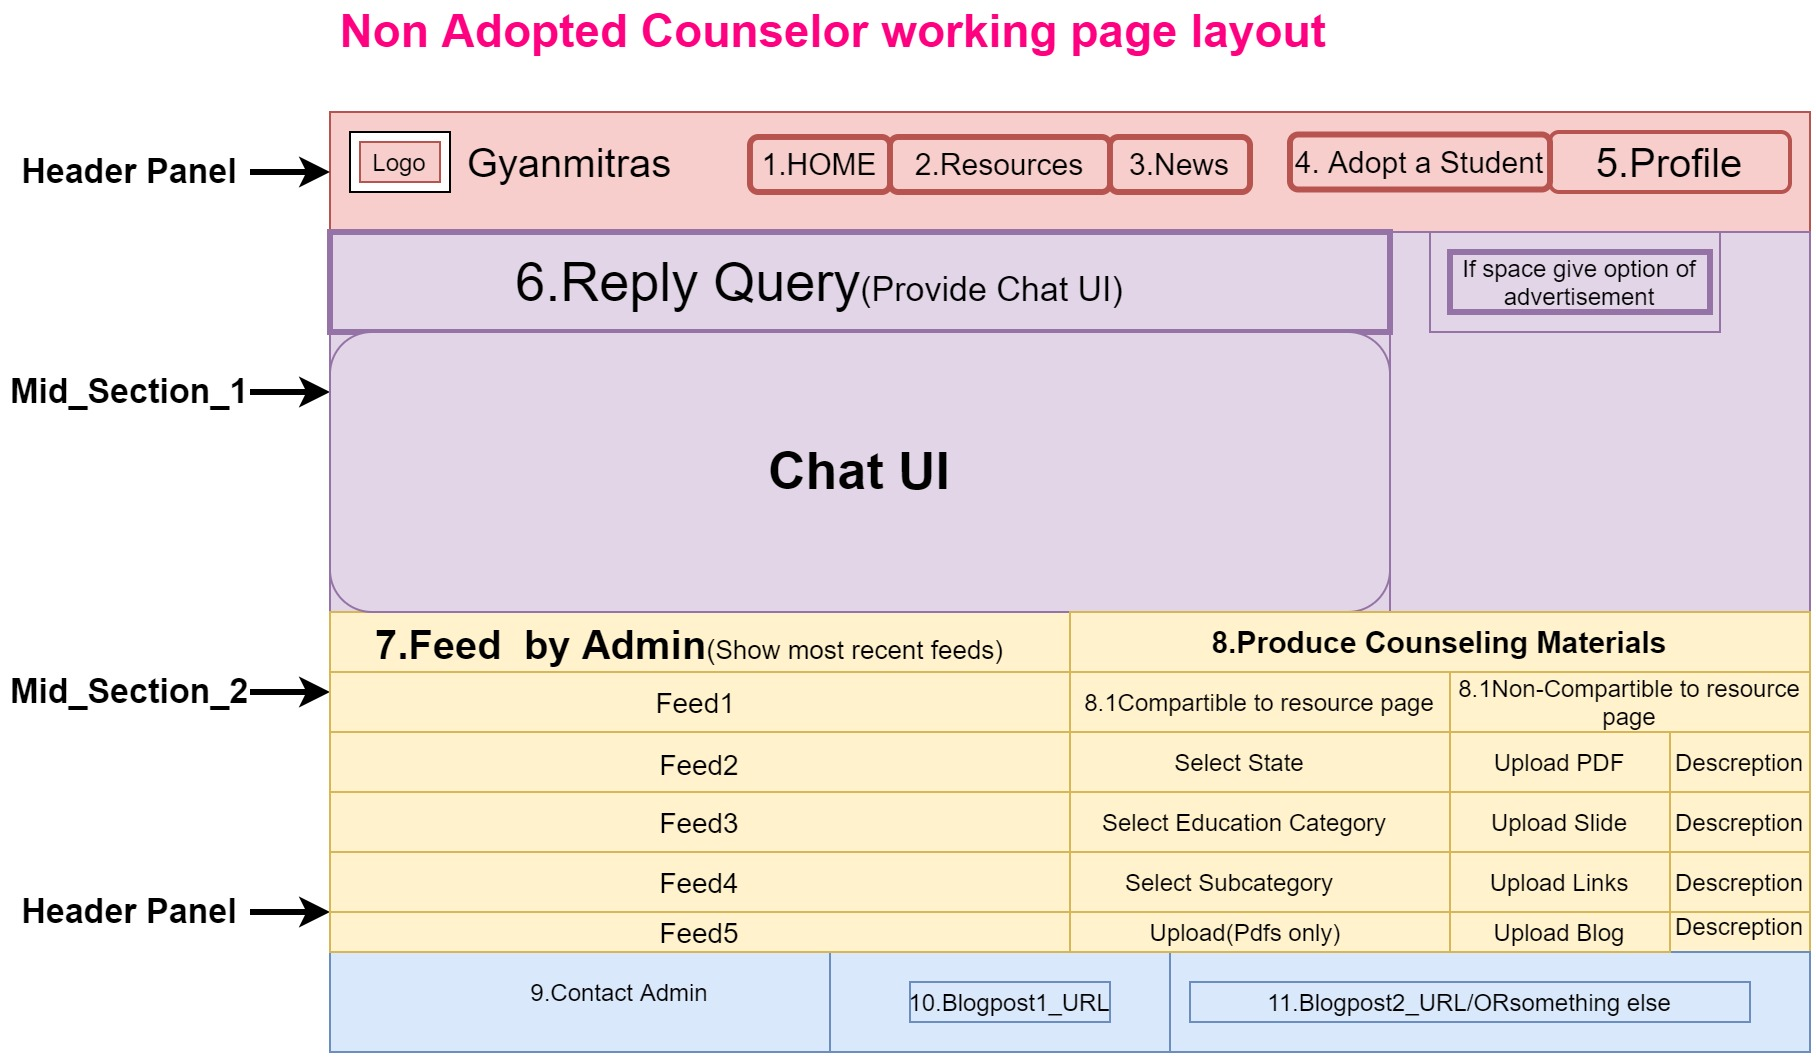 Non Adopted Counselor working page layout
Header Panel
Logo
Gyanmitras
1.HOME
2.Resources
3.News
4. Adopt a Student
5.Profile
6.Reply Query(Provide Chat UI)
If space give option of
advertisement
Mid_Section_1
Chat UI
7.Feed by Admin(Show most recent feeds)
8.Produce Counseling Materials
Mid_Section_2
Feed1
8.1Compartible to resource page
8.1Non-Compartible to resource
page
Feed2
Select State
Upload PDF
Descreption
Feed3
Select Education Category
Upload Slide
Descreption
Feed4
Select Subcategory
Upload Links
Descreption
Header Panel
Feed5
Upload(Pdfs only)
Upload Blog
Descreption
9.Contact Admin
10.Blogpost1_URL
11.Blogpost2_URL/ORsomething else